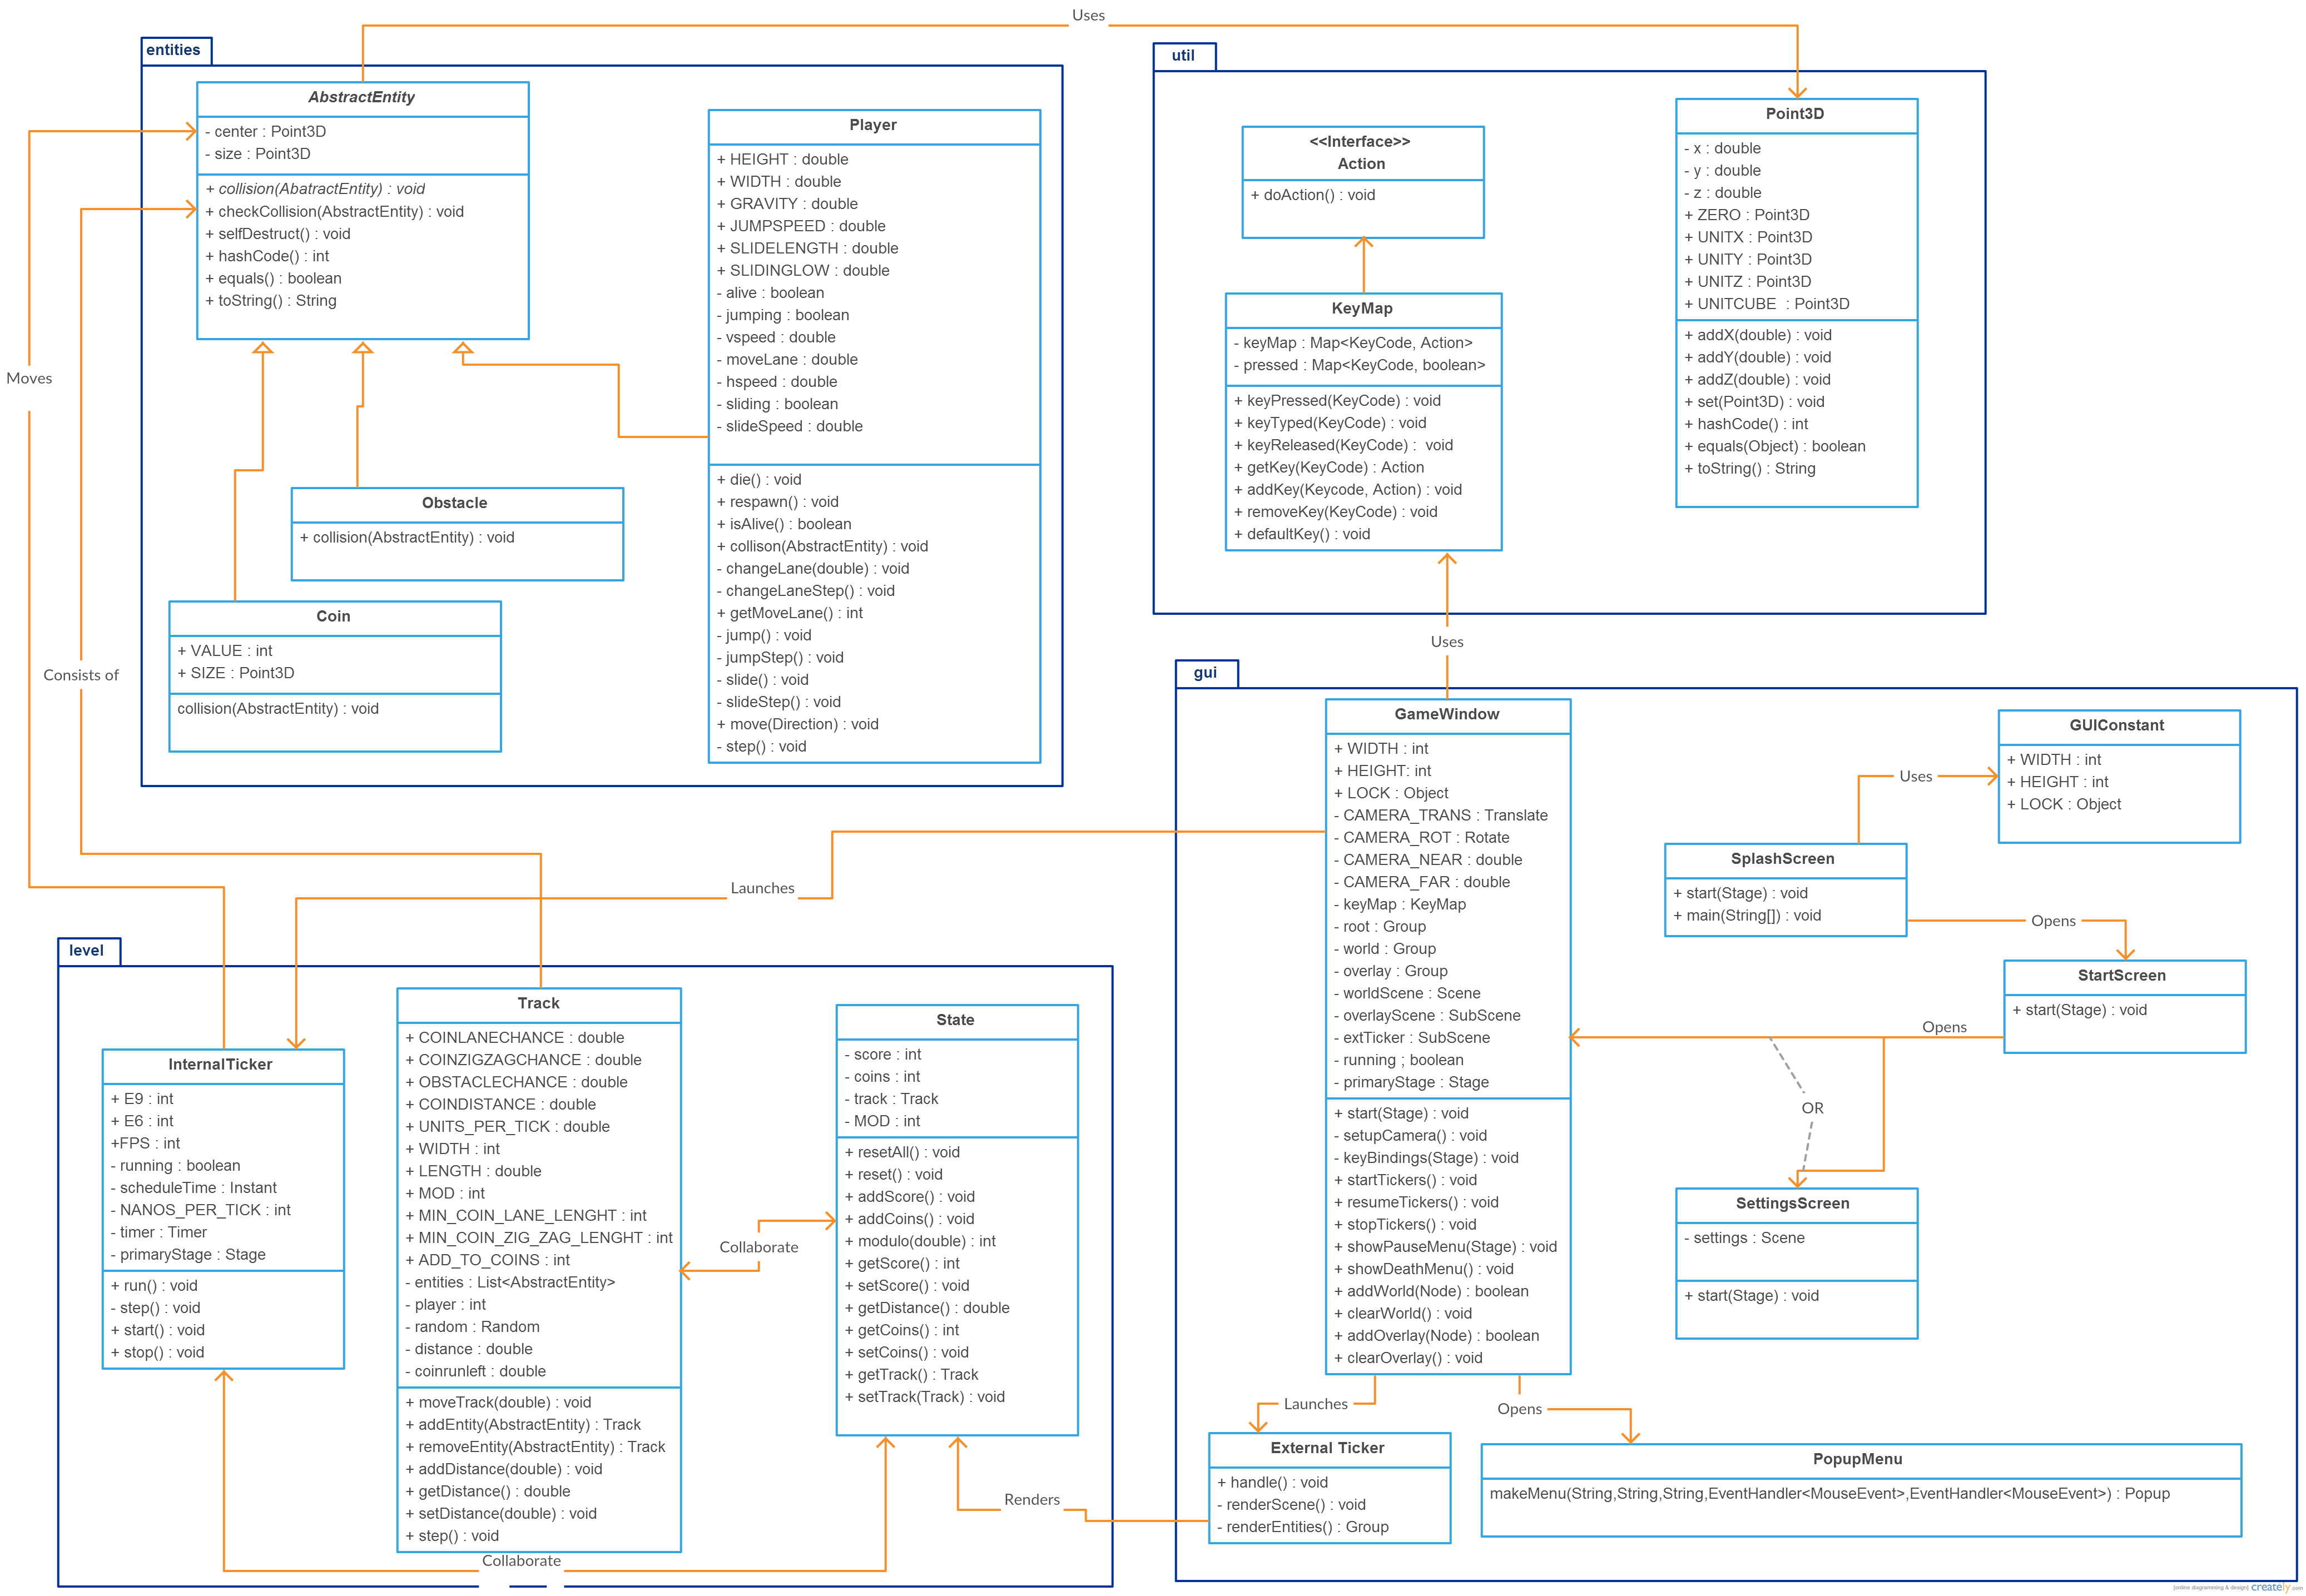 Uses
entities
AbstractEntity
- center : Point3D
- size : Point3D
+ collision(AbatractEntity) : void
+ checkCollision(AbstractEntity) : void
+ selfDestruct() : void
+ hashCode() : int
+ equals() : boolean
+ toString() : String
Player
+ HEIGHT : double
+ WIDTH : double
+ GRAVITY : double
+ JUMPSPEED : double
+ SLIDELENGTH : double
+ SLIDINGLOW : double
- alive : boolean
- jumping : boolean
- vspeed : double
- moveLane : double
- hspeed : double
- sliding : boolean
- slideSpeed : double
+ die() : void
+ respawn() : void
+ isAlive() : boolean
+ collison(AbstractEntity) : void
- changeLane(double) : void
- changeLaneStep() : void
+ getMoveLane() : int
- jump() : void
- jumpStep() : void
- slide() : void
- slideStep() : void
+ move(Direction) : void
- step() : void
Obstacle
+ collision(AbstractEntity) : void
Coin
+ VALUE : int
+ SIZE : Point3D
collision(AbstractEntity) : void
Moves
Consists of
util
<<Interface>>
Action
+ doAction() : void
KeyMap
- keyMap : Map<KeyCode, Action>
- pressed : Map<KeyCode, boolean>
+ keyPressed(KeyCode) : void
+ keyTyped(KeyCode) : void
+ keyReleased(KeyCode) :  void
+ getKey(KeyCode) : Action
+ addKey(Keycode, Action) : void
+ removeKey(KeyCode) : void
+ defaultKey() : void
Point3D
- x : double
- y : double
- z : double
+ ZERO : Point3D
+ UNITX : Point3D
+ UNITY : Point3D
+ UNITZ : Point3D
+ UNITCUBE  : Point3D
+ addX(double) : void
+ addY(double) : void
+ addZ(double) : void
+ set(Point3D) : void
+ hashCode() : int
+ equals(Object) : boolean
+ toString() : String
Uses
gui
GameWindow
+ WIDTH : int
+ HEIGHT: int
+ LOCK : Object
- CAMERA_TRANS : Translate
- CAMERA_ROT : Rotate
- CAMERA_NEAR : double
- CAMERA_FAR : double
- keyMap : KeyMap
- root : Group
- world : Group
- overlay : Group
- worldScene : Scene
- overlayScene : SubScene
- extTicker : SubScene
- running ; boolean
- primaryStage : Stage
+ start(Stage) : void
- setupCamera() : void
- keyBindings(Stage) : void
+ startTickers() : void
+ resumeTickers() : void
+ stopTickers() : void
+ showPauseMenu(Stage) : void
+ showDeathMenu() : void
+ addWorld(Node) : boolean
+ clearWorld() : void
+ addOverlay(Node) : boolean
+ clearOverlay() : void
GUIConstant
+ WIDTH : int
+ HEIGHT : int
+ LOCK : Object
Uses
SplashScreen
+ start(Stage) : void
+ main(String[]) : void
Opens
StartScreen
+ start(Stage) : void
Opens
OR
SettingsScreen
- settings : Scene
+ start(Stage) : void
Launches
Opens
External Ticker
+ handle() : void
- renderScene() : void
- renderEntities() : Group
PopupMenu
makeMenu(String,String,String,EventHandler<MouseEvent>,EventHandler<MouseEvent>) : Popup
Launches
level
InternalTicker
+ E9 : int
+ E6 : int
+FPS : int
- running : boolean
- scheduleTime : Instant
- NANOS_PER_TICK : int
- timer : Timer
- primaryStage : Stage
+ run() : void
- step() : void
+ start() : void
+ stop() : void
Track
+ COINLANECHANCE : double
+ COINZIGZAGCHANCE : double
+ OBSTACLECHANCE : double
+ COINDISTANCE : double
+ UNITS_PER_TICK : double
+ WIDTH : int
+ LENGTH : double
+ MOD : int
+ MIN_COIN_LANE_LENGHT : int
+ MIN_COIN_ZIG_ZAG_LENGHT : int
+ ADD_TO_COINS : int
- entities : List<AbstractEntity>
- player : int
- random : Random
- distance : double
- coinrunleft : double
+ moveTrack(double) : void
+ addEntity(AbstractEntity) : Track
+ removeEntity(AbstractEntity) : Track
+ addDistance(double) : void
+ getDistance() : double
+ setDistance(double) : void
+ step() : void
Collaborate
State
- score : int
- coins : int
- track : Track
- MOD : int
+ resetAll() : void
+ reset() : void
+ addScore() : void
+ addCoins() : void
+ modulo(double) : int
+ getScore() : int
+ setScore() : void
+ getDistance() : double
+ getCoins() : int
+ setCoins() : void
+ getTrack() : Track
+ setTrack(Track) : void
Renders
Collaborate
[online diagramming & design] creately.com